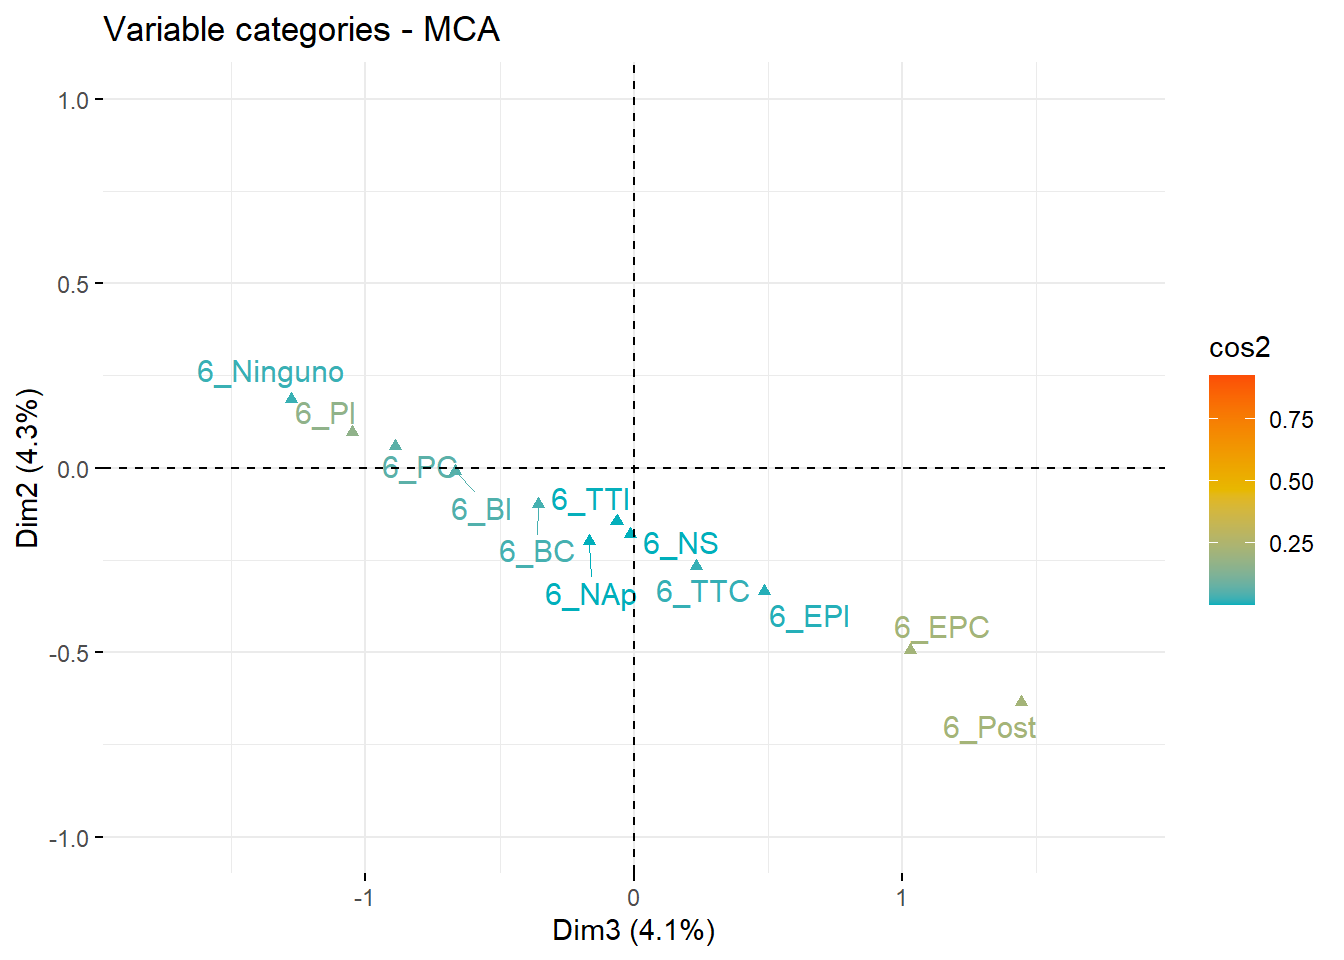 Variable categories - MCA
1.0
0.5
0.0
-0.5
-1.0
Dim2 (4.3%)
6_Ninguno
6_PI
6_PC
6_BI
6_BC
6_TTI
6_NAp
6_NS
6_TTC
6_EPI
6_EPC
6_Post
-1
0
1
Dim3 (4.1%)
cos2
0.75
0.50
0.25